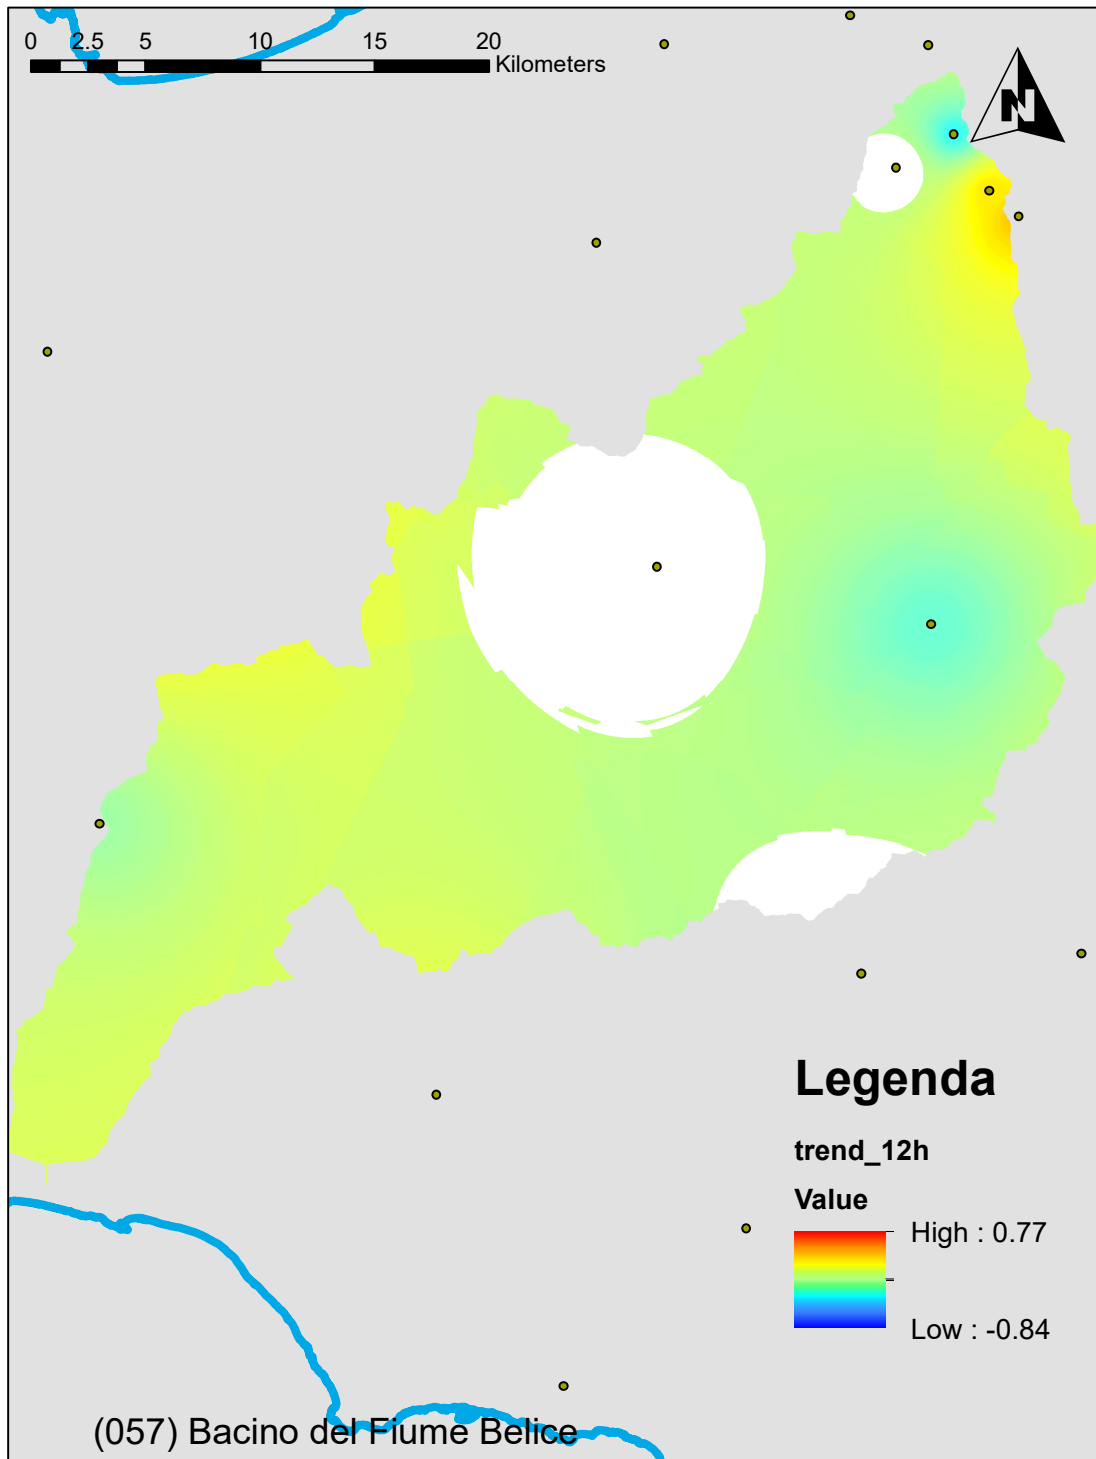 0 2.5 5 10 15 20
Kilometers
N
Legenda
trend_12h
Value
High : 0.77
Low : -0.84
(057) Bacino del Fiume Belice